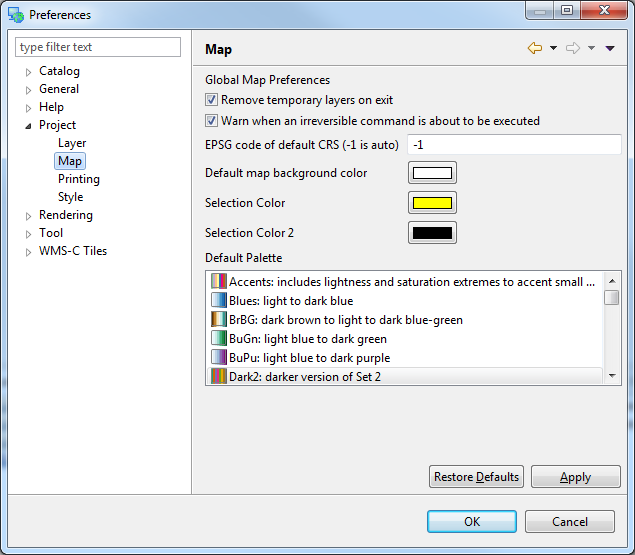 Preferences
type filter text
Catalog
General
Help
Project
Layer
Map
Printing
Style
Rendering
Tool
WMS-C Tiles
Map
Global Map Preferences
Remove temporary layers on exit
Warn when an irreversible command is about to be executed
EPSG code of default CRS (-1 is auto) -1
Default map background color
Selection Color
Selection Color 2
Default Palette
Accents: includes lightness and saturation extremes to accent small ...
Blues: light to dark blue
BrBG: dark brown to light to dark blue-green
BuGn: light blue to dark green
BuPu: light blue to dark purple
Dark2: darker version of Set 2
Restore Defaults Apply
OK Cancel